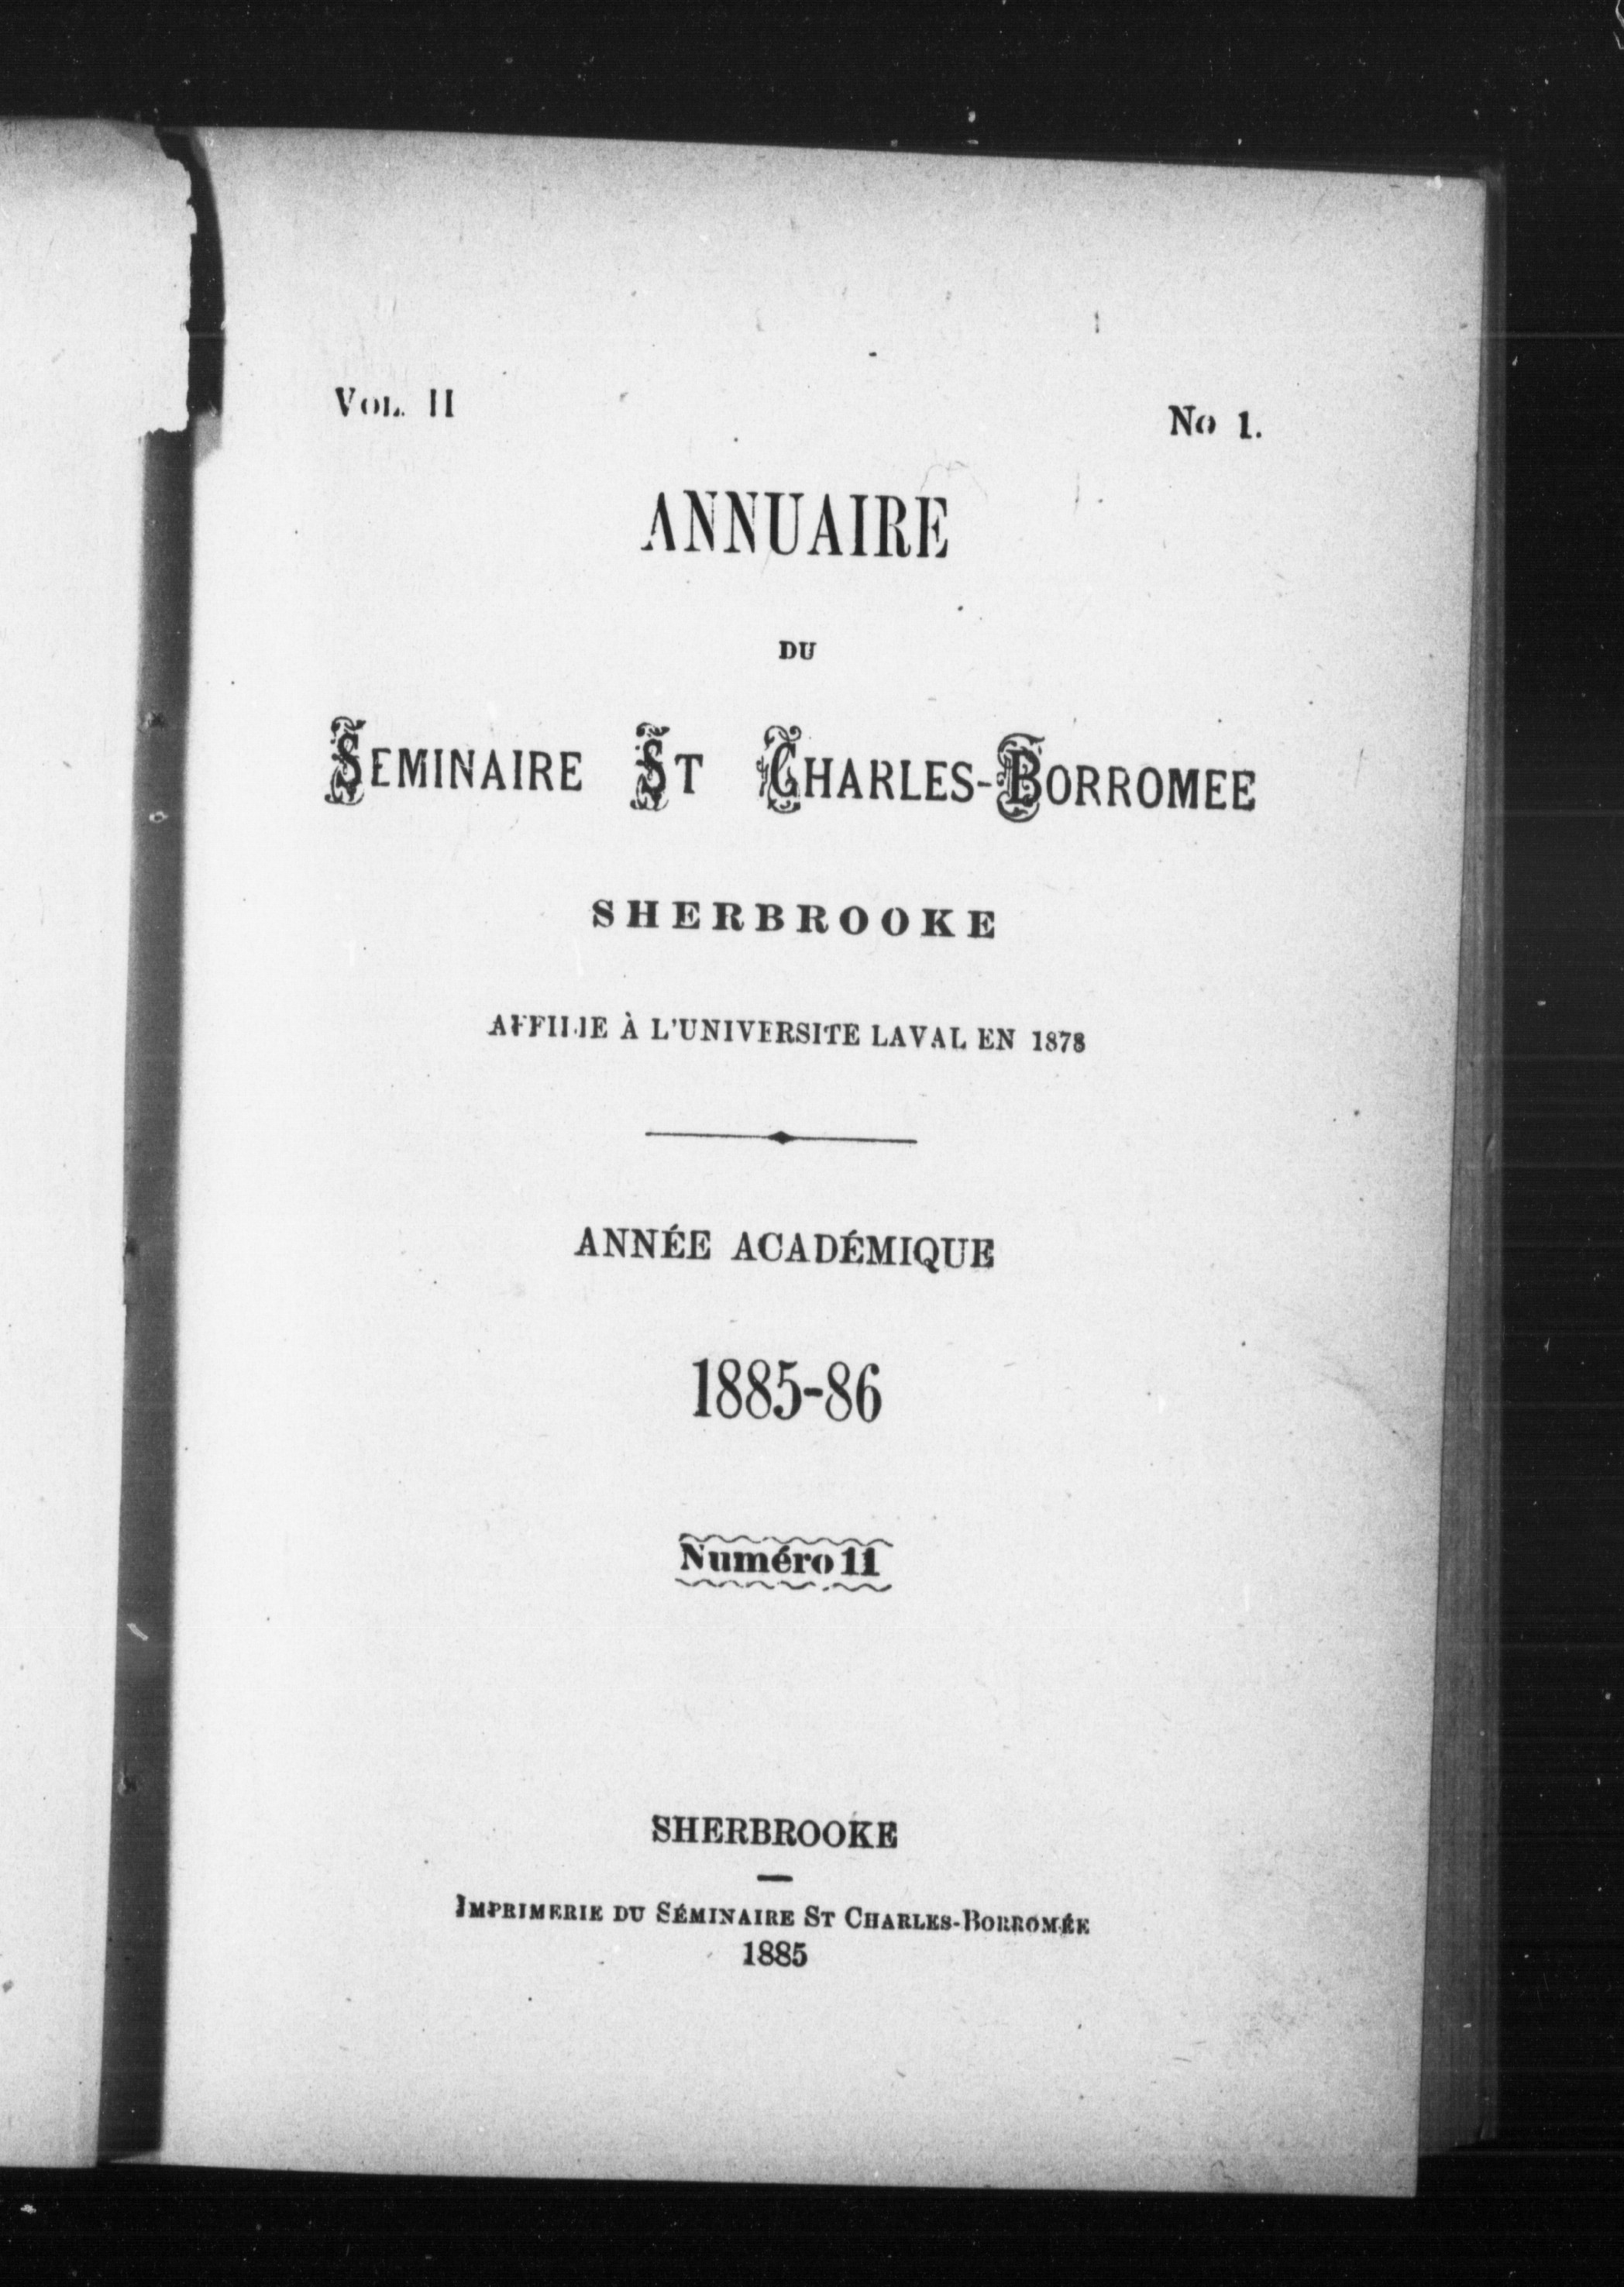 VOL. II
No 1.
ANNUAIRE
DU
SEMINAIRE ST CHARLES-BORROMEE
SHERBROOKE
AFFILIE À L'UNIVERSITE LAVAL EN 1878
ANNÉE ACADÉMIQUE
1885-86
Numéro 11
SHERBROOKE
IMPRIMERIE DU SÉMINAIRE ST CHARLES-BORROMÉE
1885